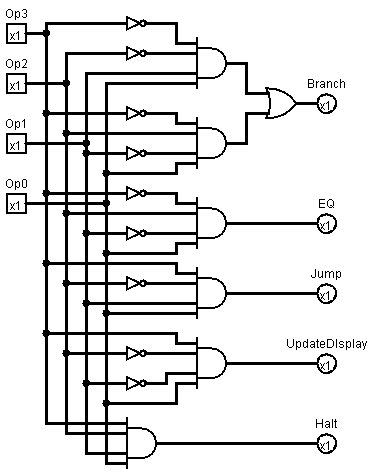 Op3
x1
Op2
x1
Branch
x1
Op1
x1
Op0
x1
EQ
x1
Jump
x1
UpdateDIsplay
x1
Halt
x1